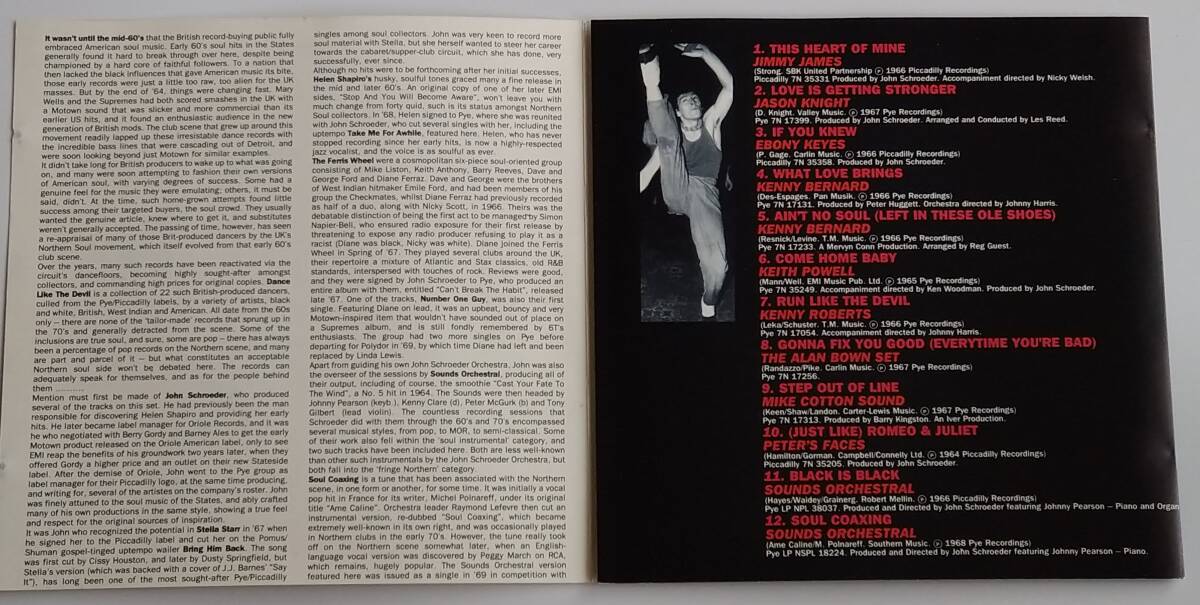 It wasn't until the mid-60's that the British record-buying public fully
embraced American soul music. Early 60's soul hits in the States
generally found it hard to break through over here, despite being
championed by a hard core of faithful followers. To a nation that
then lacked the black influences that gave American music its bite,
those early records were just a little too raw, too alien for the UK
masses. But by the end of '64, things were changing fast. Mary
Wells and the Supremes had both scored smashes in the UK with
a Motown sound that was slicker and more commercial than its
earlier US hits, and it found an enthusiastic audience in the new
generation of British mods. The club scene that grew up around this
movement readily lapped up these irresistable dance records with
the incredible bass lines that were cascading out of Detroit, and
were soon looking beyond just Motown for similar examples.
It didn't take long for British producers to wake up to what was going
on, and many were soon attempting to fashion their own versions
of American soul, with varying degrees of success. Some had a
genuine feel for the music they were emulating; others, it must be
said, didn't. At the time, such home-grown attempts found little
success among their targeted buyers, the soul crowd. They usually
wanted the genuine article, knew where to get it, and substitutes
weren't generally accepted. The passing of time, however, has seen
a re-appraisal of many of those Brit-produced dancers by the UK's
Northern Soul movement, which itself evolved from that early 60's
club scene.
Over the years, many such records have been reactivated via the
circuit's dancefloors, becoming highly sought-after amongst
collectors, and commanding high prices for original copies. Dance
Like The Devil is a collection of 22 such British-produced dancers,
culled from the Pye/Piccadilly labels, by a variety of artists, black
and white, British, West Indian and American. All date from the 60s
only – there are none of the 'tailor-made' records that sprung up in
the 70's and generally detracted from the scene. Some of the
inclusions are true soul, and sure, some are pop – there has always
been a percentage of pop records on the Northern scene, and many
are part and parcel of it – but what constitutes an acceptable
Northern soul side won't be debated here. The records can
adequately speak for themselves, and as for the people behind
them ..........
Mention must first be made of John Schroeder, who produced
several of the tracks on this set. He had previously been the man
responsible for discovering Helen Shapiro and providing her early
hits. He later became label manager for Oriole Records, and it was
he who negotiated with Berry Gordy and Barney Ales to get the early
Motown product released on the Oriole American label, only to see
EMI reap the benefits of his groundwork two years later, when they
offered Gordy a higher price and an outlet on their new Stateside
label. After the demise of Oriole, John went to the Pye group as
label manager for their Piccadilly logo, at the same time producing,
and writing for, several of the artistes on the company's roster. John
was finely attuned to the soul music of the States, and ably crafted
many of his own productions in the same style, showing a true feel
and respect for the original sources of inspiration.
It was John who recognized the potential in Stella Starr in '67 when
he signed her to the Piccadilly label and cut her on the Pomus/
Shuman gospel-tinged uptempo wailer Bring Him Back. The song
was first cut by Cissy Houston, and later by Dusty Springfield, but
Stella's version (which was backed with a cover of J.J. Barnes' "Say
It"), has long been one of the most sought-after Pye/Piccadilly
singles among soul collectors. John was very keen to record more
soul material with Stella, but she herself wanted to steer her career
towards the cabaret/supper-club circuit, which she has done, very
successfully, ever since.
Although no hits were to be forthcoming after her initial successes,
Helen Shapiro's husky, soulful tones graced many a fine release in
the mid and later 60's. An original copy of one of her later EMI
sides, "Stop And You Will Become Aware", won't leave you with
much change from forty quid, such is its status amongst Northern
Soul collectors. In '68, Helen signed to Pye, where she was reunited
with John Schroeder, who cut several singles with her, including the
uptempo Take Me For Awhile, featured here. Helen, who has never
stopped recording since her early hits, is now a highly-respected
jazz vocalist, and the voice is as soulful as ever.
The Ferris Wheel were a cosmopolitan six-piece soul-oriented group
consisting of Mike Liston, Keith Anthony, Barry Reeves, Dave and
George Ford and Diane Ferraz. Dave and George were the brothers
of West Indian hitmaker Emile Ford, and had been members of his
group the Checkmates, whilst Diane Ferraz had previously recorded
as half of a duo, along with Nicky Scott, in 1966. Theirs was the
debatable distinction of being the first act to be managed by Simon
Napier-Bell, who ensured radio exposure for their first release by
threatening to expose any radio producer refusing to play it as a
racist (Diane was black, Nicky was white). Diane joined the Ferris
Wheel in Spring of '67. They played several clubs around the UK,
their repertoire a mixture of Atlantic and Stax classics, old R&B
standards, interspersed with touches of rock. Reviews were good,
and they were signed by John Schroeder to Pye, who produced an
entire album with them, entitled "Can't Break The Habit", released
late '67. One of the tracks, Number One Guy, was also their first
single. Featuring Diane on lead, it was an upbeat, bouncy and very
Motown-inspired item that wouldn't have sounded out of place on
a Supremes album, and is still fondly remembered by 6T's
enthusiasts. The group had two more singles on Pye before
departing for Polydor in '69, by which time Diane had left and been
replaced by Linda Lewis.
Apart from guiding his own John Schroeder Orchestra, John was also
the overseer of the sessions by Sounds Orchestral, producing all of
their output, including of course, the smoothie "Cast Your Fate To
The Wind", a No. 5 hit in 1964. The Sounds were then headed by
Johnny Pearson (keyb.), Kenny Clare (d), Peter McGurk (b) and Tony
Gilbert (lead violin). The countless recording sessions that
Schroeder did with them through the 60's and 70's encompassed
several musical styles, from pop, to MOR, to semi-classical. Some
of their work also fell within the 'soul instrumental' category, and
two such tracks have been included here. Both are less well-known
than other such instrumentals by the John Schroeder Orchestra, but
both fall into the 'fringe Northern' category.
Soul Coaxing is a tune that has been associated with the Northern
scene, in one form or another, for some time. It was initially a vocal
pop hit in France for its writer, Michel Polnareff, under its original
title "Ame Caline". Orchestra leader Raymond Lefevre then cut an
instrumental version, re-dubbed "Soul Coaxing", which became
extremely well-known in its own right, and was occasionally played
in Northern clubs in the early 70's. However, the tune really took
off on the Northern scene somewhat later, when an English-
language vocal version was discovered by Peggy March on RCA,
which remains, hugely popular. The Sounds Orchestral version
featured here was issued as a single in '69 in competition with
1. THIS HEART OF MINE
JIMMY JAMES
(Strong. SBK United Partnership Ⓟ 1966 Piccadilly Recordings)
Piccadilly 7N 35331 Produced by John Schroeder. Accompaniment directed by Nicky Welsh.
2. LOVE IS GETTING STRONGER
JASON KNIGHT
(D. Knight. Valley Music. Ⓟ 1967 Pye Recordings)
Pye 7N 17399. Produced by John Schroeder. Arranged and Conducted by Les Reed.
3. IF YOU KNEW
EBONY KEYES
(P. Gage. Carlin Music. Ⓟ 1966 Piccadilly Recordings)
Piccadilly 7N 35358. Produced by John Schroeder.
4. WHAT LOVE BRINGS
KENNY BERNARD
(Des-Espages. Pan Musik. Ⓟ 1966 Pye Recordings)
Pye 7N 17131. Produced by Peter Huggett. Orchestra directed by Johnny Harris.
5. AIN'T NO SOUL (LEFT IN THESE OLE SHOES)
KENNY BERNARD
(Resnick/Levine. T.M. Music. Ⓟ 1966 Pye Recordings)
Pye 7N 17233. A Mervyn Conn Production. Arranged by Reg Guest.
6. COME HOME BABY
KEITH POWELL
(Mann/Weil. EMI Music Pub. Ltd. Ⓟ 1965 Pye Recordings)
Pye 7N 35249. Accompaniment directed by Ken Woodman. Produced by John Schroeder.
7. RUN LIKE THE DEVIL
KENNY ROBERTS
(Leka/Schuster. T.M. Music. Ⓟ 1966 Pye Recordings)
Pye 7N 17054. Accompaniment directed by Johnny Harris.
8. GONNA FIX YOU GOOD (EVERYTIME YOU'RE BAD)
THE ALAN BOWN SET
(Randazzo/Pike. Carlin Music. Ⓟ 1967 Pye Recordings)
Pye 7N 17256.
9. STEP OUT OF LINE
MIKE COTTON SOUND
(Keen/Shaw/Landon. Carter-Lewis Music. Ⓟ 1967 Pye Recordings)
Pye 7N 17313. Produced by Barry Kingston. An Iver Production.
10. (JUST LIKE) ROMEO & JULIET
PETER'S FACES
(Hamilton/Gorman. Campbell/Connelly Ltd. Ⓟ 1964 Piccadilly Recordings)
Piccadilly 7N 35205. Produced by John Schroeder.
11. BLACK IS BLACK
SOUNDS ORCHESTRAL
(Hayes/Waidey/Grainerg. Robert Mellin. Ⓟ 1966 Piccadilly Recordings)
Pye LP NPL 38037. Produced and Directed by John Schroeder featuring Johnny Pearson – Piano and Organ
12. SOUL COAXING
SOUNDS ORCHESTRAL
(Ame Caline/M. Polnareff. Southern Music. Ⓟ 1968 Pye Recordings)
Pye LP NSPL 18224. Produced and Directed by John Schroeder featuring Johnny Pearson – Piano.